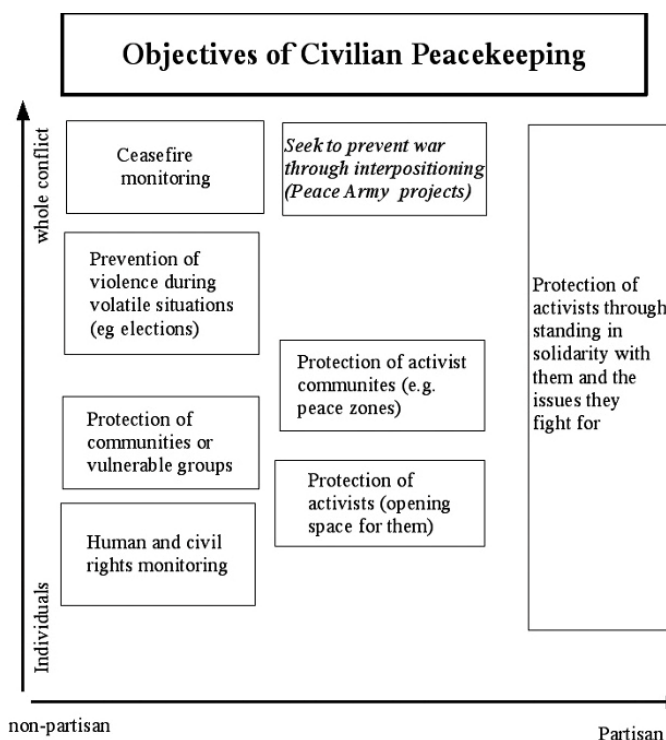 Objectives of Civilian Peacekeeping
whole conflict
Ceasefire
monitoring
Seek to prevent war
through interpositioning
(Peace Army projects)
Prevention of
violence during
volatile situations
(eg elections)
Protection of
activists through
standing in
solidarity with
them and the
issues they
fight for
Protection of activist
communites (e.g.
peace zones)
Protection of
communities or
vulnerable groups
Protection of
activists (opening
space for them)
Human and civil
rights monitoring
Individuals
non-partisan
Partisan